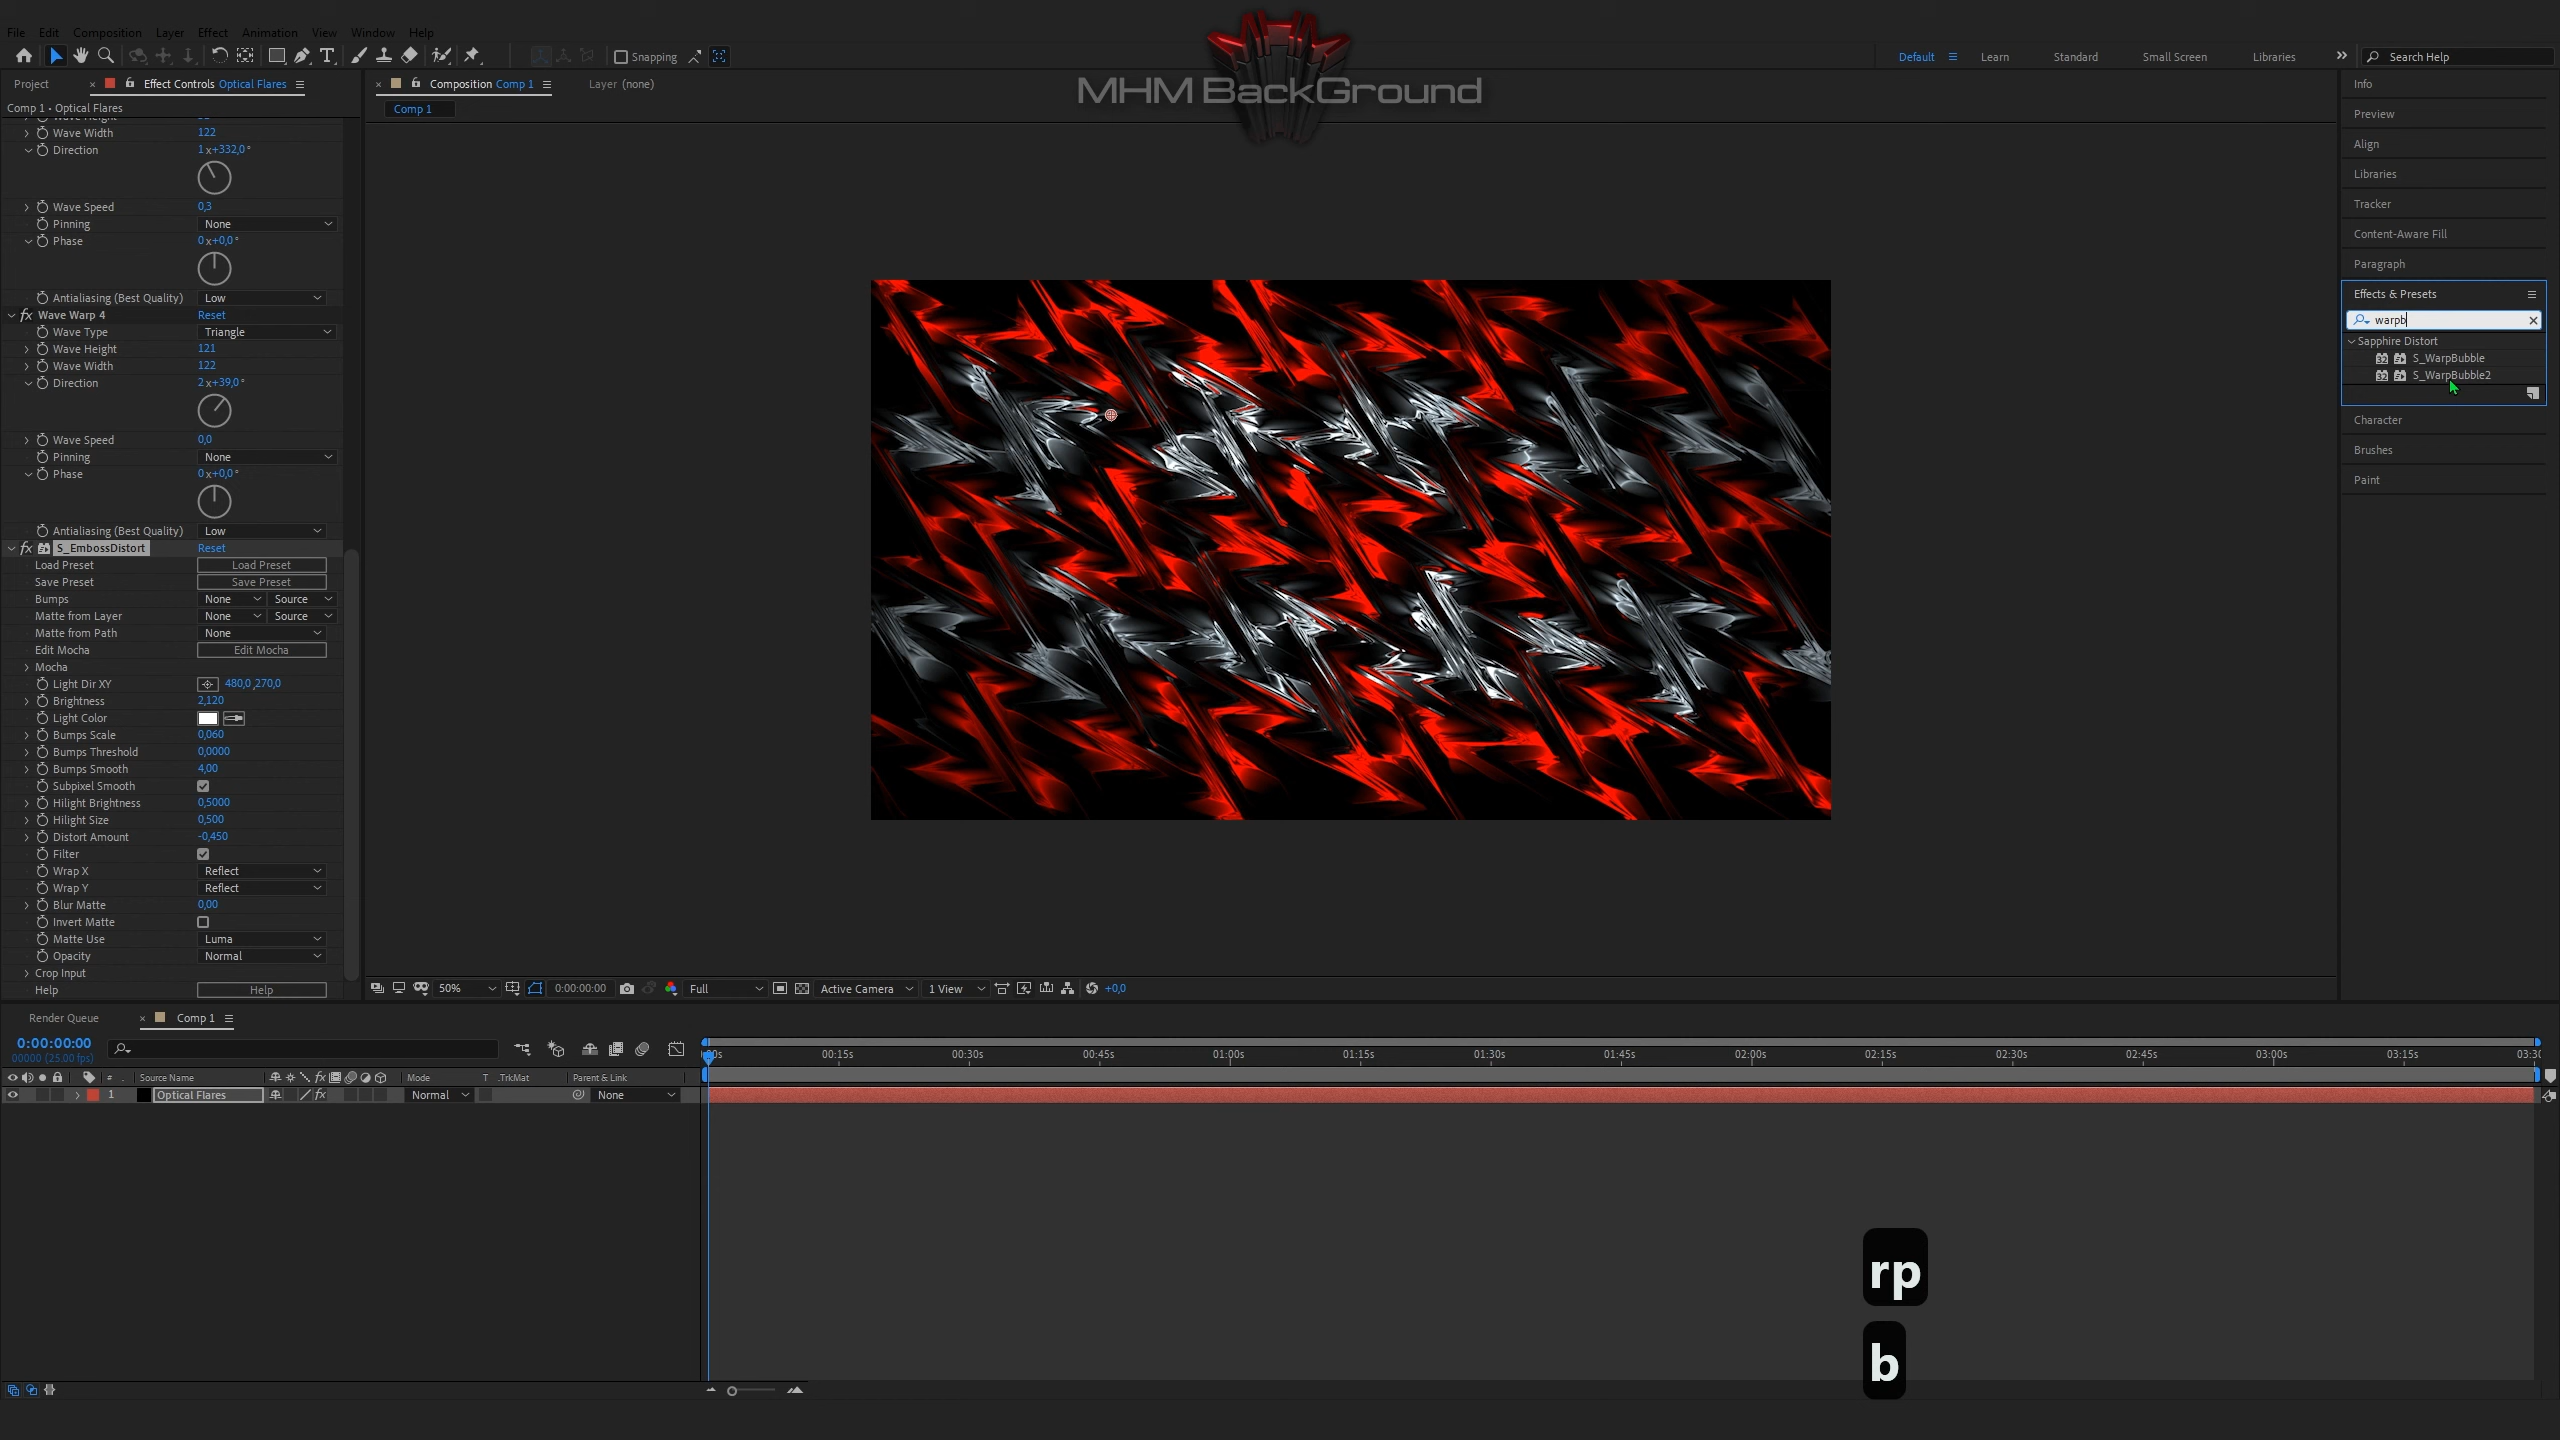 File Edit Composition Layer Effect Animation View Window Help
Snapping
Default Learn Standard Small Screen Libraries Search Help
MHM BackGround
Project Effect Controls Optical Flares
Comp 1 • Optical Flares
Wave Width 122
Direction 1x+332,0°
Wave Speed 0,3
Pinning None
Phase 0x+0,0°
Antialiasing (Best Quality) Low
fx Wave Warp 4 Reset
Wave Type Triangle
Wave Height 121
Wave Width 122
Direction 2x+39,0°
Wave Speed 0,0
Pinning None
Phase 0x+0,0°
Antialiasing (Best Quality) Low
fx S_EmbossDistort Reset
Load Preset Load Preset
Save Preset Save Preset
Bumps None Source
Matte from Layer None Source
Matte from Path None
Edit Mocha Edit Mocha
Mocha
Light Dir XY 480,0,270,0
Brightness 2,120
Light Color
Bumps Scale 0,060
Bumps Threshold 0,0000
Bumps Smooth 4,00
Subpixel Smooth
Hilight Brightness 0,5000
Hilight Size 0,500
Distort Amount -0,450
Filter
Wrap X Reflect
Wrap Y Reflect
Blur Matte 0,00
Invert Matte
Matte Use Luma
Opacity Normal
Crop Input
Help Help
Composition Comp 1 Layer (none)
Comp 1
50% 0:00:00:00 Full Active Camera 1 View +0,0
Info
Preview
Align
Libraries
Tracker
Content-Aware Fill
Paragraph
Effects & Presets
warpb
Sapphire Distort
32 S_WarpBubble
32 S_WarpBubble2
Character
Brushes
Paint
Render Queue Comp 1
0:00:00:00
00000 (25.00 fps)
00:15s 00:30s 00:45s 01:00s 01:15s 01:30s 01:45s 02:00s 02:15s 02:30s 02:45s 03:00s 03:15s
# Source Name fx Mode T .TrkMat Parent & Link
1 Optical Flares fx Normal None
rp
b